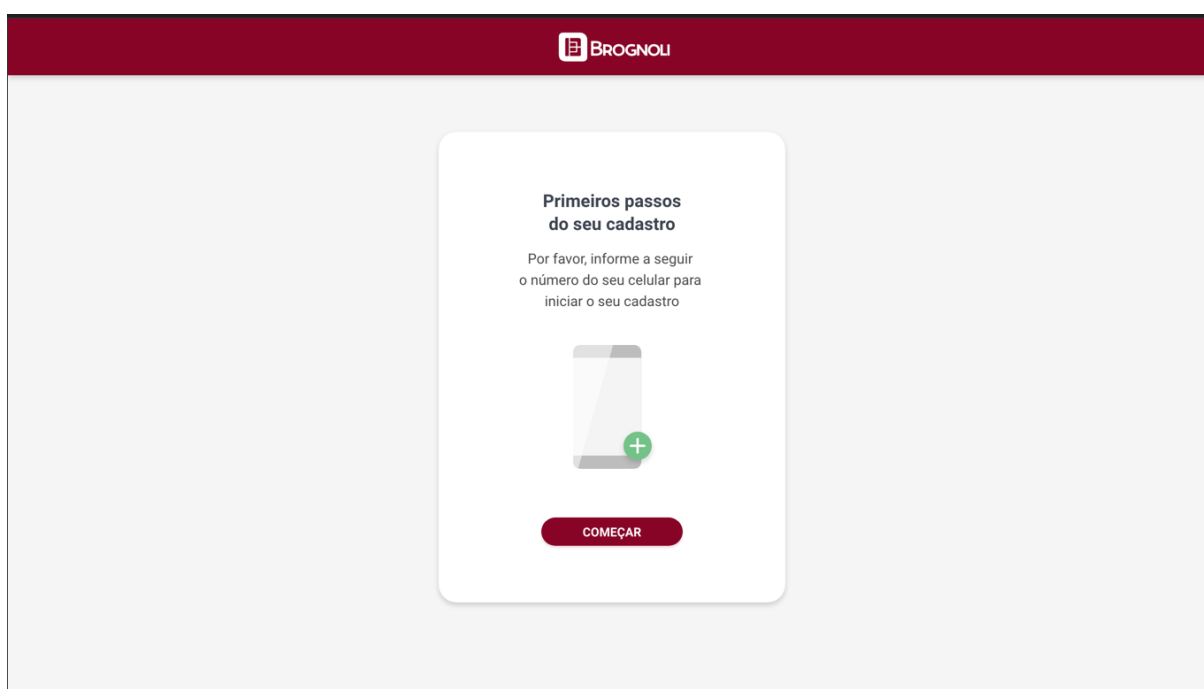 BROGNOLI
Primeiros passos
do seu cadastro
Por favor, informe a seguir
o número do seu celular para
iniciar o seu cadastro
COMEÇAR